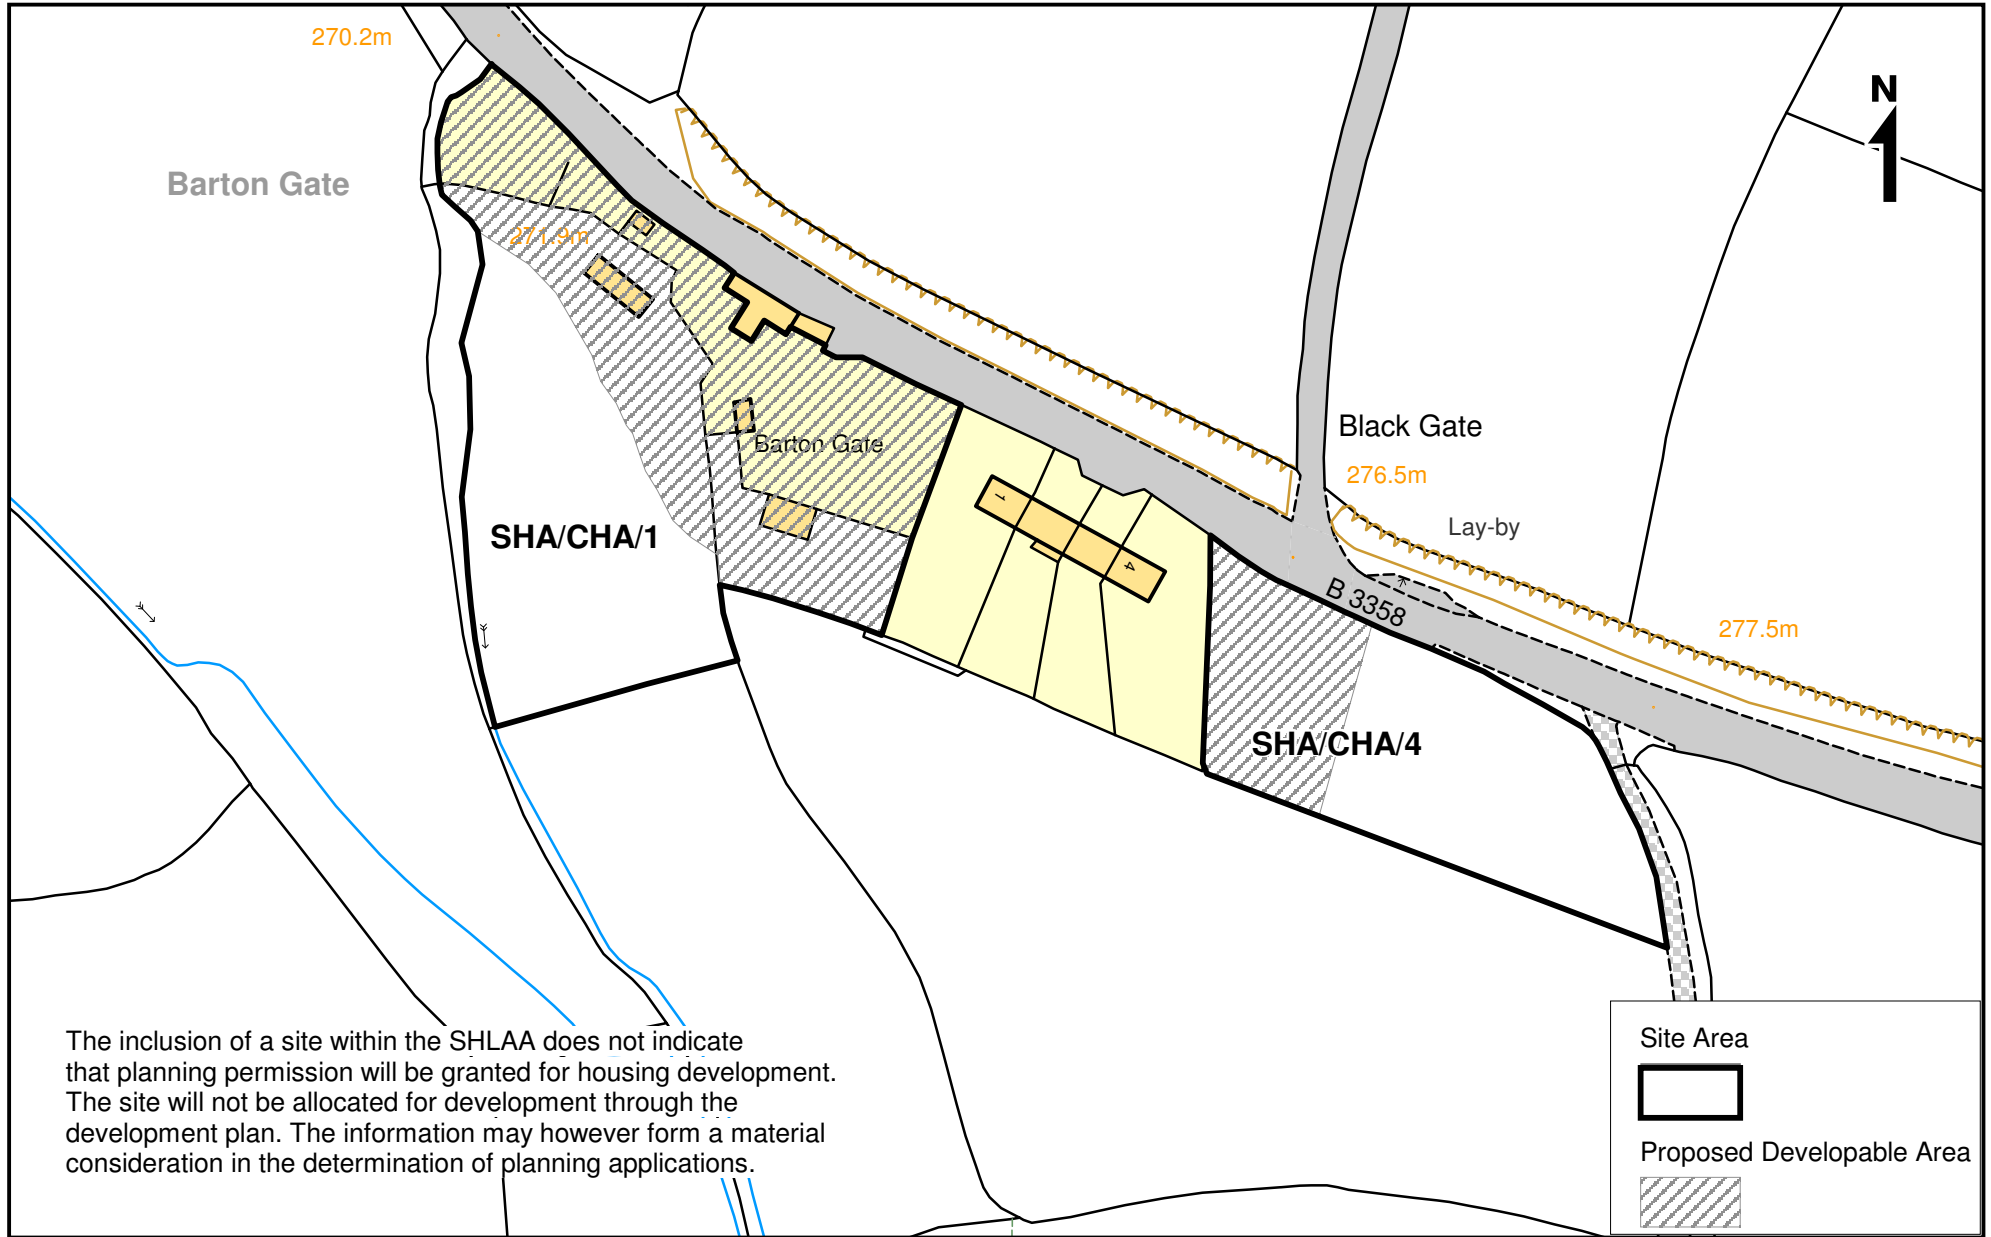 270.2m
N
Barton Gate
271.9m
Black Gate
Barton Gate
276.5m
1
Lay-by
SHA/CHA/1
4
B 3358
277.5m
SHA/CHA/4
The inclusion of a site within the SHLAA does not indicate
that planning permission will be granted for housing development.
The site will not be allocated for development through the
development plan. The information may however form a material
consideration in the determination of planning applications.
Site Area
Proposed Developable Area